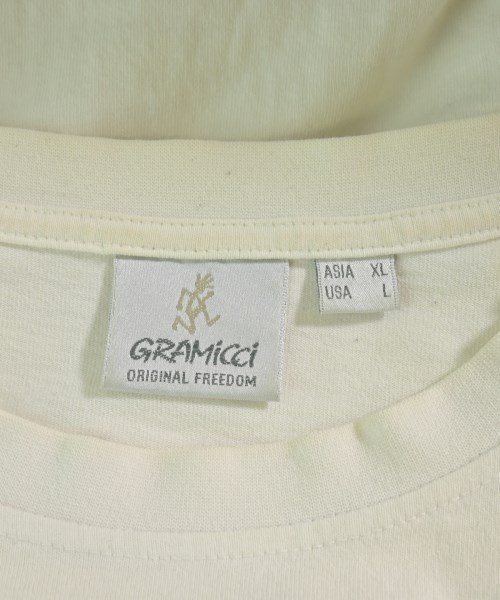 GRAMiCCi
ORIGINAL FREEDOM
ASIA XL
USA L